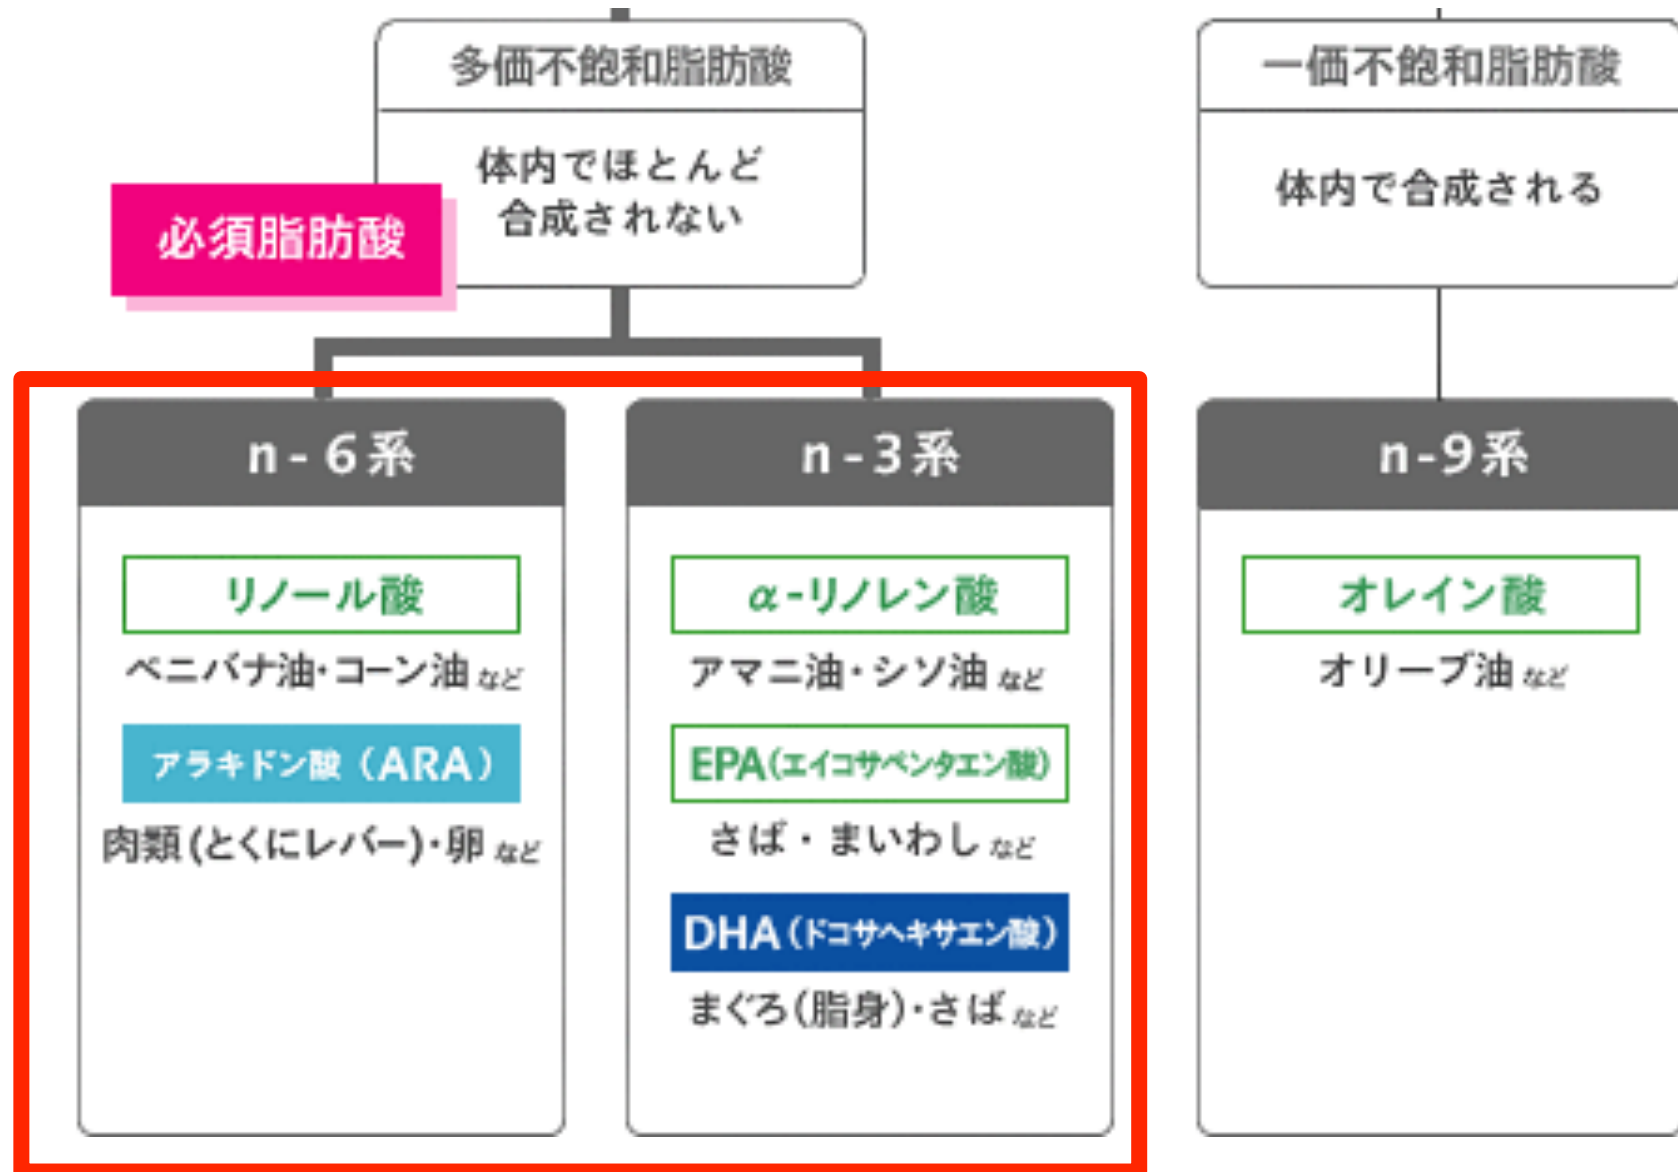 多価不飽和脂肪酸
体内でほとんど
合成されない
必須脂肪酸
n-6系
リノール酸
ベニバナ油・コーン油 など
アラキドン酸（ARA）
肉類(とくにレバー)・卵 など
n-3系
α-リノレン酸
アマニ油・シソ油 など
EPA(エイコサペンタエン酸)
さば・まいわし など
DHA(ドコサヘキサエン酸)
まぐろ(脂身)・さば など
一価不飽和脂肪酸
体内で合成される
n-9系
オレイン酸
オリーブ油 など